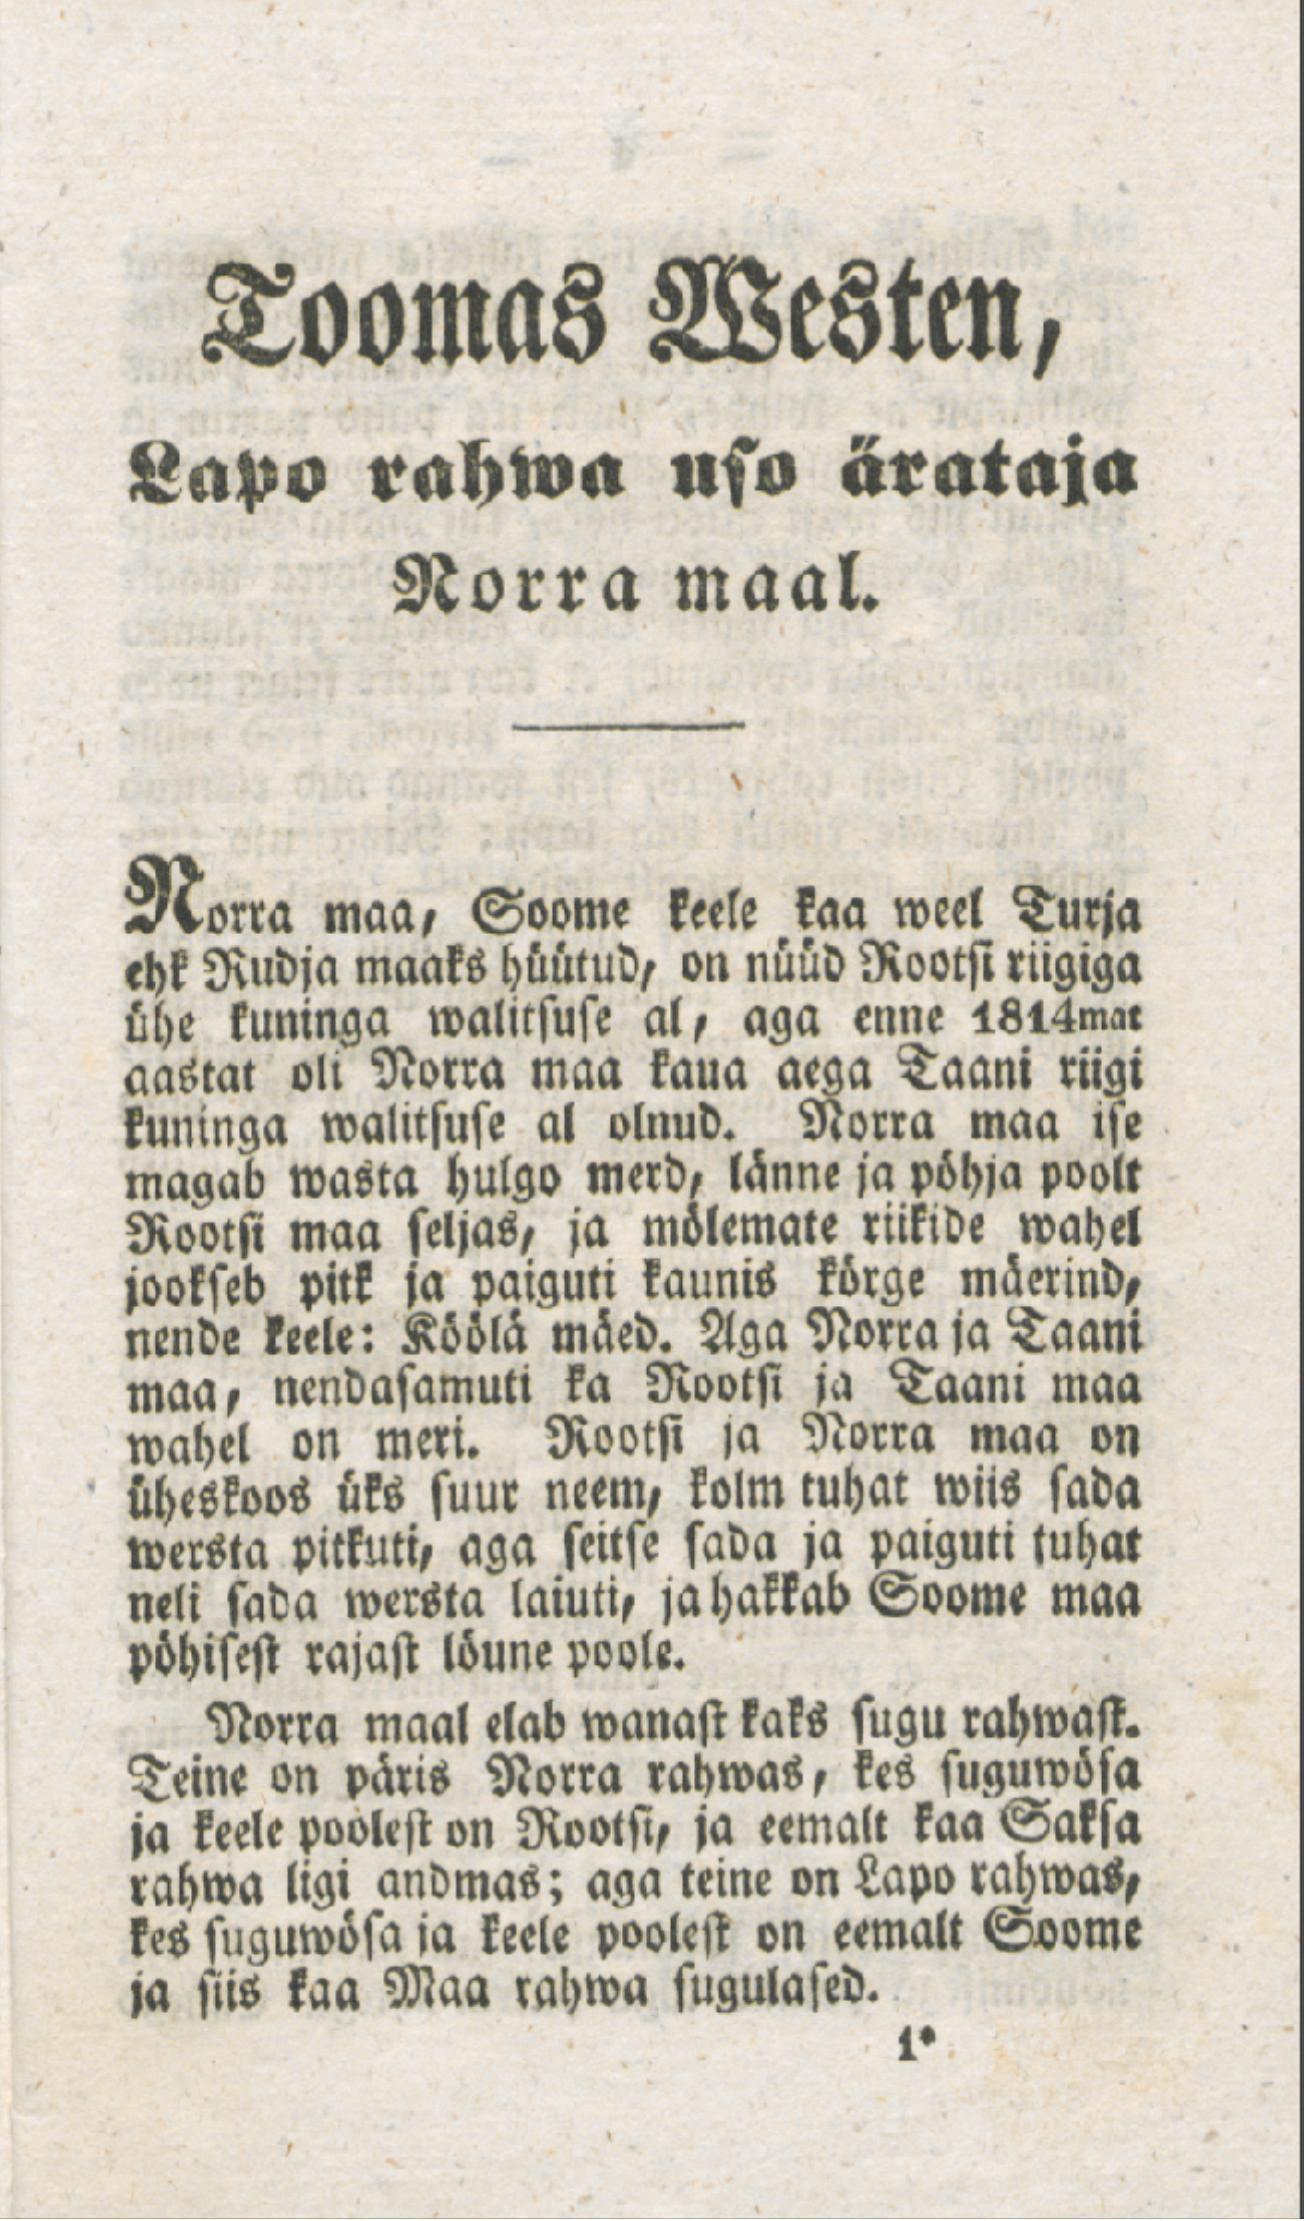 Toomas Westen,
Lapo rahwa uso ärataja
Norra maal.
Norra maa, Soome keele kaa weel Turja
ehk Rudja maaks hüütud, on nüüd Rootsi riigiga
ühe kuninga walitsuse al, aga enne 1814mat
aastat oli Norra maa kaua aega Taani riigi
kuninga walitsuse al olnud. Norra maa ise
magab wasta hulgo merd, länne ja pöhja poolt
Rootsi maa seljas, ja mölemate riikide wahel
jookseb pitk ja paiguti kaunis körge mäerind,
nende keele: Köölä mäed. Aga Norra ja Taani
maa, nendasamuti ka Rootsi ja Taani maa
wahel on meri. Rootsi ja Norra maa on
üheskoos üks suur neem, kolm tuhat wiis sada
wersta pitkuti, aga seitse sada ja paiguti tuhat
neli sada wersta laiuti, ja hakkab Soome maa
pöhisest rajast löune poole.
Norra maal elab wanast kaks sugu rahwast.
Teine on päris Norra rahwas, kes suguwösa
ja keele poolest on Rootsi, ja eemalt kaa Saksa
rahwa ligi andmas; aga teine on Lapo rahwas,
kes suguwösa ja keele poolest on eemalt Soome
ja siis kaa Maa rahwa sugulased.
1*